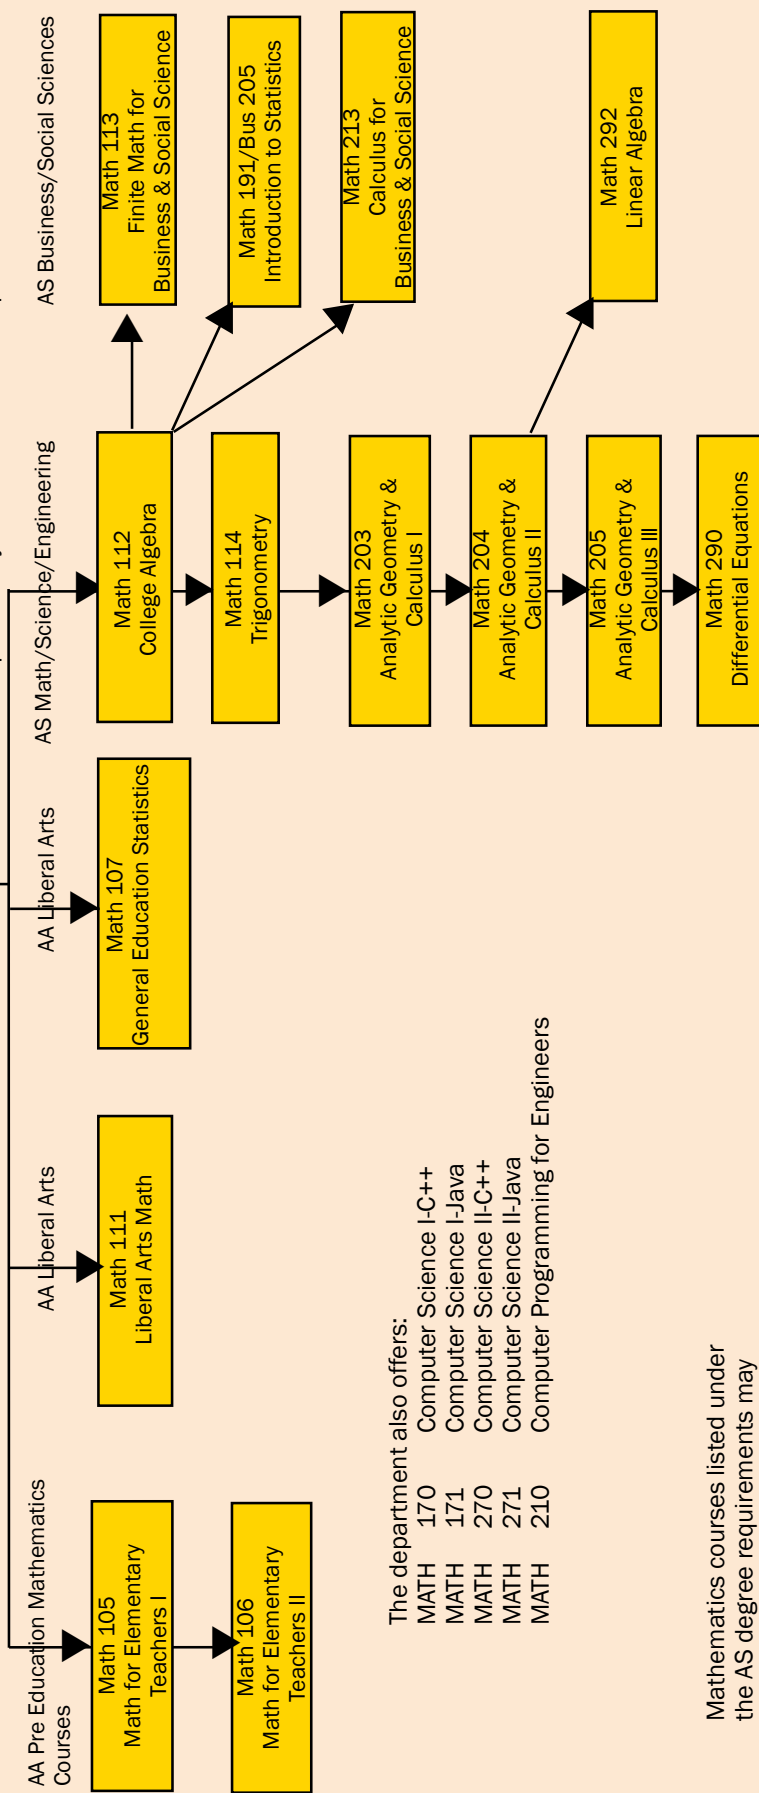 AA Pre Education Mathematics
Courses
AA Liberal Arts
AA Liberal Arts
AS Math/Science/Engineering
AS Business/Social Sciences
Math 105
Math for Elementary
Teachers I
Math 106
Math for Elementary
Teachers II
Math 111
Liberal Arts Math
Math 107
General Education Statistics
Math 112
College Algebra
Math 114
Trigonometry
Math 203
Analytic Geometry &
Calculus I
Math 204
Analytic Geometry &
Calculus II
Math 205
Analytic Geometry &
Calculus III
Math 290
Differential Equations
Math 113
Finite Math for
Business & Social Science
Math 191/Bus 205
Introduction to Statistics
Math 213
Calculus for
Business & Social Science
Math 292
Linear Algebra
The department also offers:
MATH 170 Computer Science I-C++
MATH 171 Computer Science I-Java
MATH 270 Computer Science II-C++
MATH 271 Computer Science II-Java
MATH 210 Computer Programming for Engineers
Mathematics courses listed under
the AS degree requirements may